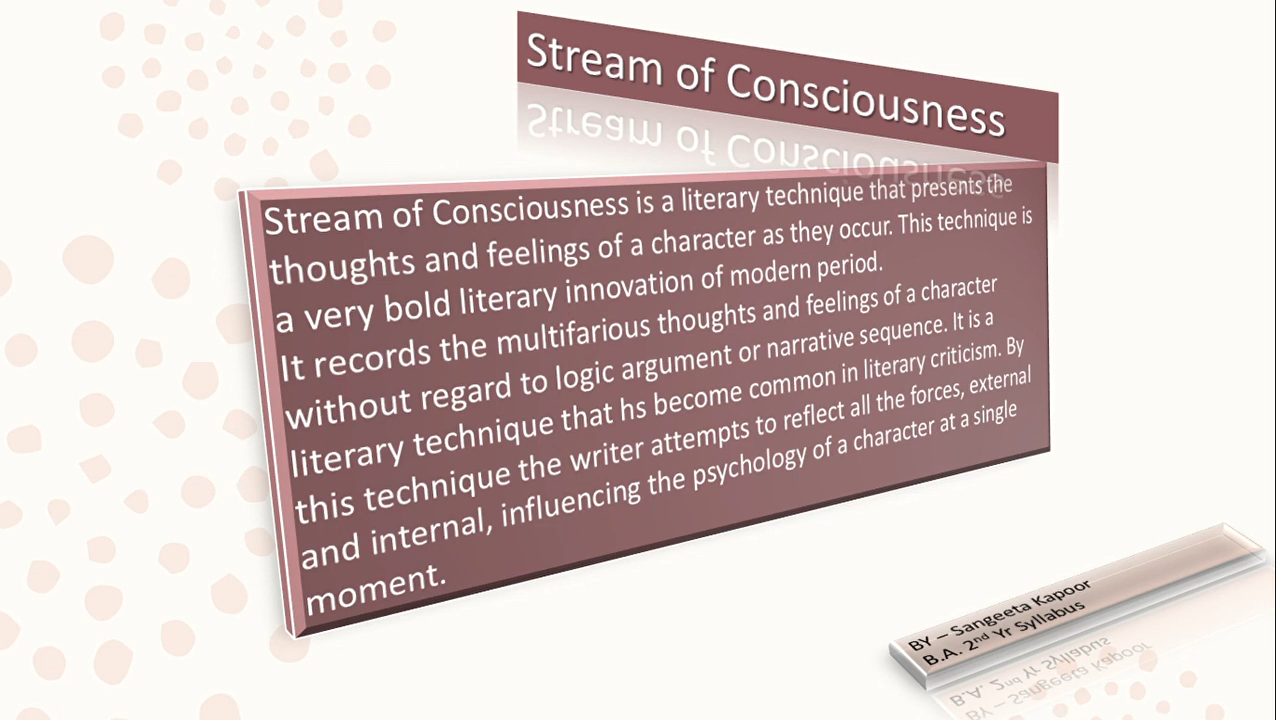 Stream of Consciousness
Stream of Consciousness is a literary technique that presents the
thoughts and feelings of a character as they occur. This technique is
a very bold literary innovation of modern period.
It records the multifarious thoughts and feelings of a character
without regard to logic argument or narrative sequence. It is a
literary technique that hs become common in literary criticism. By
this technique the writer attempts to reflect all the forces, external
and internal, influencing the psychology of a character at a single
moment.
BY – Sangeeta Kapoor
B.A. 2nd Yr Syllabus